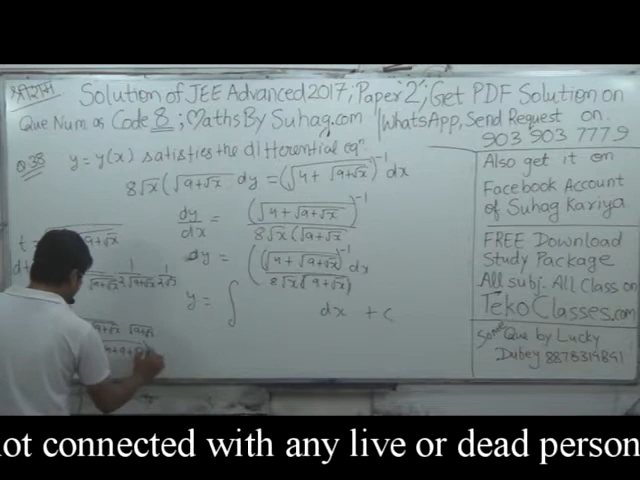 श्रीराम
Solution of JEE Advanced 2017, Paper '2', Get PDF Solution on
Que Num as Code 8; Maths By Suhag.com
WhatsApp, Send Request on.
903 903 7779
Q.38 y = y(x) satisfies the differential eqn
8√x(√9+√x dy = (√4+√9+√x)^-1 dx
dy/dx = (√4+√9+√x)^-1 / 8√x(√9+√x
dy = ((√4+√9+√x)^-1 / 8√x√9+√x) dx
y = ∫ dx + c
Also get it on
Facebook Account
of Suhag Kariya
FREE Download
Study Package
All subj. All Class on
TekoClasses.com
Some Que by Lucky
Dubey 8878319841
not connected with any live or dead person